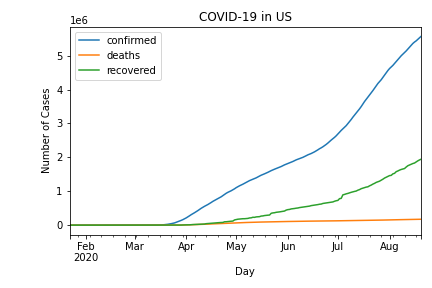 COVID-19 in US
1e6
confirmed
deaths
recovered
Number of Cases
5
4
3
2
1
0
Feb Mar Apr May Jun Jul Aug
2020
Day